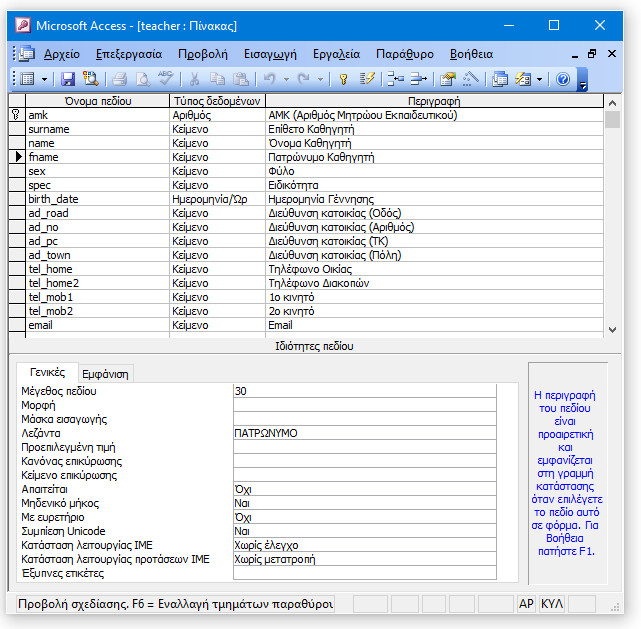 Microsoft Access - [teacher : Πίνακας]
Αρχείο Επεξεργασία Προβολή Εισαγωγή Εργαλεία Παράθυρο Βοήθεια
Όνομα πεδίου Τύπος δεδομένων Περιγραφή
amk Αριθμός ΑΜΚ (Αριθμός Μητρώου Εκπαιδευτικού)
surname Κείμενο Επίθετο Καθηγητή
name Κείμενο Όνομα Καθηγητή
fname Κείμενο Πατρώνυμο Καθηγητή
sex Κείμενο Φύλο
spec Κείμενο Ειδικότητα
birth_date Ημερομηνία/Ώρ Ημερομηνία Γέννησης
ad_road Κείμενο Διεύθυνση κατοικίας (Οδός)
ad_no Κείμενο Διεύθυνση κατοικίας (Αριθμός)
ad_pc Κείμενο Διεύθυνση κατοικίας (ΤΚ)
ad_town Κείμενο Διεύθυνση κατοικίας (Πόλη)
tel_home Κείμενο Τηλέφωνο Οικίας
tel_home2 Κείμενο Τηλέφωνο Διακοπών
tel_mob1 Κείμενο 1ο κινητό
tel_mob2 Κείμενο 2ο κινητό
email Κείμενο Email
Ιδιότητες πεδίου
Γενικές Εμφάνιση
Μέγεθος πεδίου 30
Μορφή
Μάσκα εισαγωγής
Λεζάντα ΠΑΤΡΩΝΥΜΟ
Προεπιλεγμένη τιμή
Κανόνας επικύρωσης
Κείμενο επικύρωσης
Απαιτείται Όχι
Μηδενικό μήκος Ναι
Με ευρετήριο Όχι
Συμπίεση Unicode Ναι
Κατάσταση λειτουργίας IME Χωρίς έλεγχο
Κατάσταση λειτουργίας προτάσεων IME Χωρίς μετατροπή
Έξυπνες ετικέτες
Η περιγραφή
του πεδίου
είναι
προαιρετική
και
εμφανίζεται
στη γραμμή
κατάστασης
όταν επιλέγετε
το πεδίο αυτό
σε φόρμα. Για
Βοήθεια
πατήστε F1.
Προβολή σχεδίασης. F6 = Εναλλαγή τμημάτων παραθύρου ΑΡ ΚΥΛ